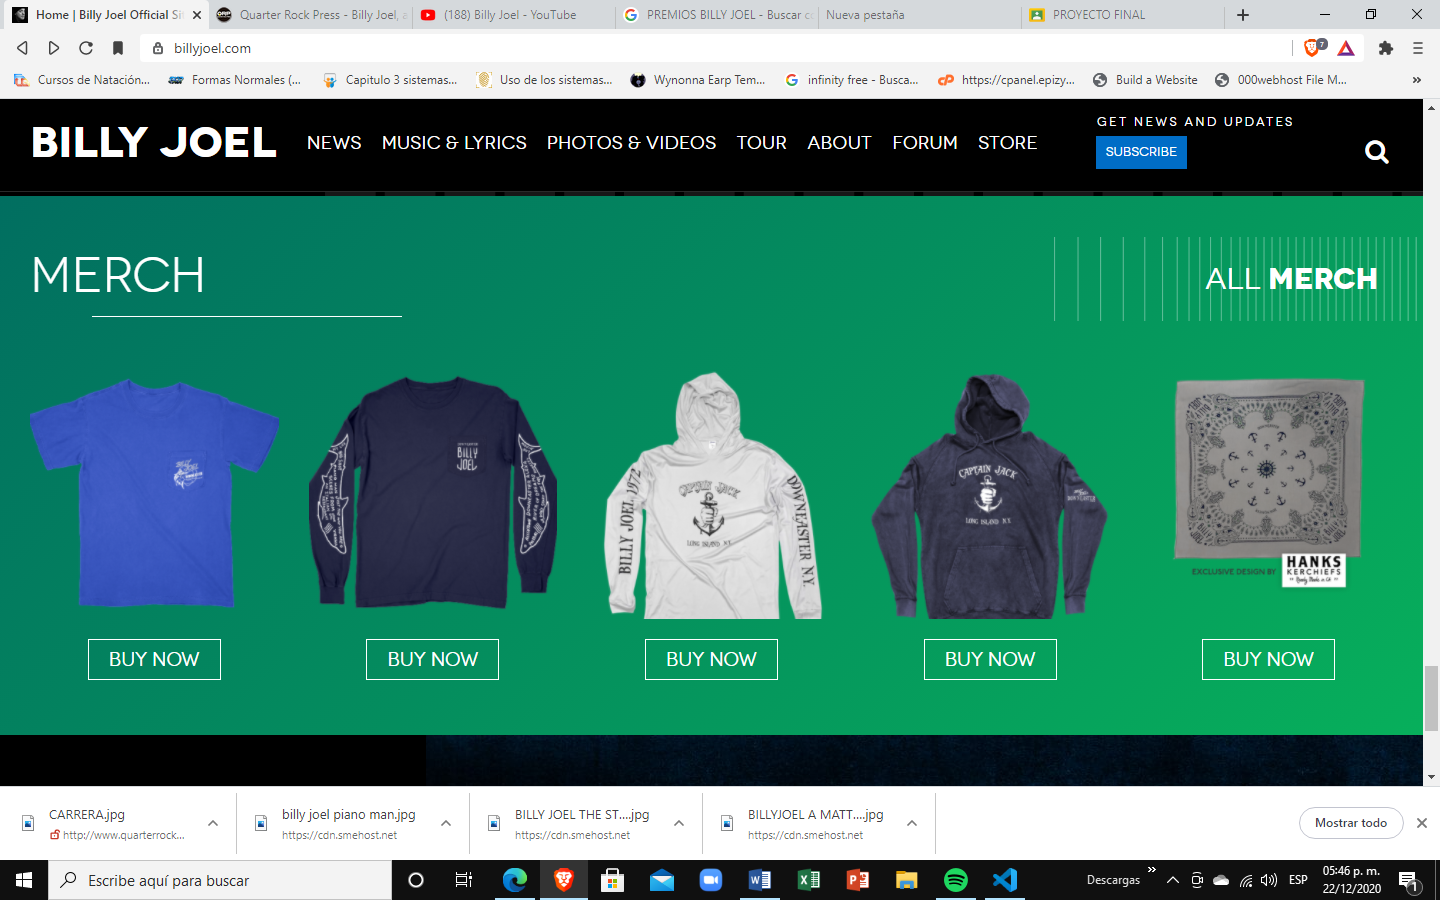 Home | Billy Joel Official Si
Quarter Rock Press - Billy Joel, a
(188) Billy Joel - YouTube
PREMIOS BILLY JOEL - Buscar co
Nueva pestaña
PROYECTO FINAL
billyjoel.com
7
Cursos de Natación...
Formas Normales (...
Capitulo 3 sistemas...
Uso de los sistemas...
Wynonna Earp Tem...
infinity free - Busca...
https://cpanel.epizy...
Build a Website
000webhost File M...
»
BILLY JOEL
NEWS
MUSIC & LYRICS
PHOTOS & VIDEOS
TOUR
ABOUT
FORUM
STORE
GET NEWS AND UPDATES
SUBSCRIBE
MERCH
ALL MERCH
BILLY JOEL
BILLY JOEL
BILLY JOEL 1972
CAPTAIN JACK
LONG ISLAND N.Y.
DOWNEASTER N.Y.
CAPTAIN JACK
LONG ISLAND N.Y.
EXCLUSIVE DESIGN BY
HANKS
KERCHIEFS
BUY NOW
BUY NOW
BUY NOW
BUY NOW
BUY NOW
CARRERA.jpg
http://www.quarterrock...
billy joel piano man.jpg
https://cdn.smehost.net
BILLY JOEL THE ST....jpg
https://cdn.smehost.net
BILLYJOEL A MATT....jpg
https://cdn.smehost.net
Mostrar todo
Escribe aquí para buscar
Descargas
»
ESP
05:46 p. m.
22/12/2020
1